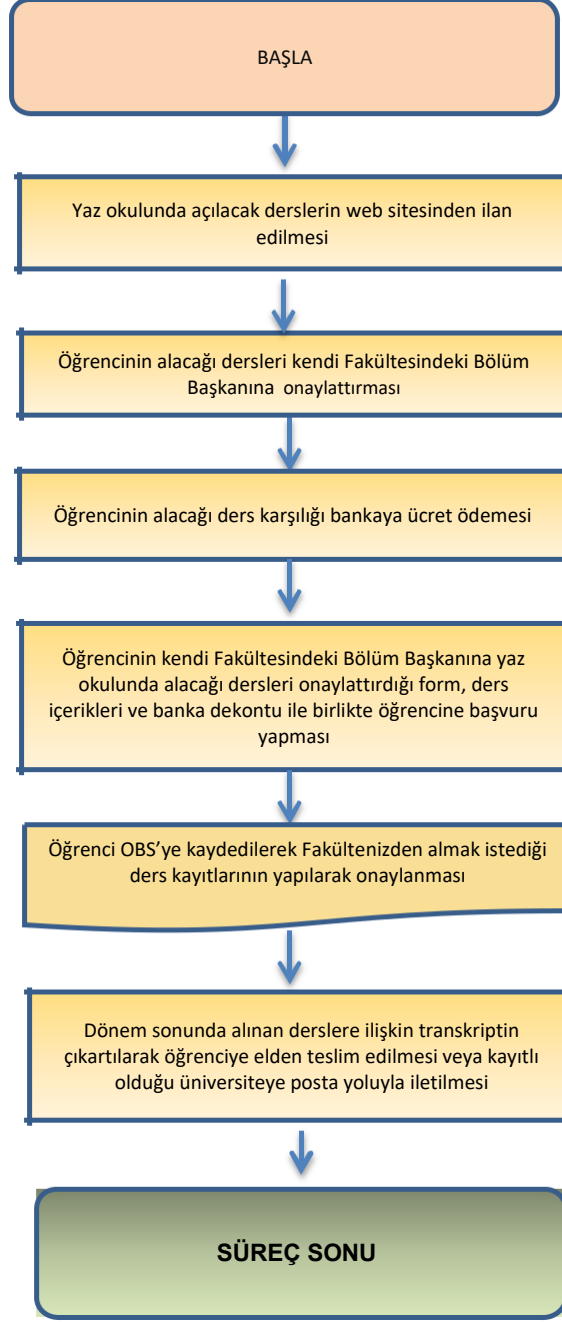 BAŞLA
Yaz okulunda açılacak derslerin web sitesinden ilan
edilmesi
Öğrencinin alacağı dersleri kendi Fakültesindeki Bölüm
Başkanına onaylattırması
Öğrencinin alacağı ders karşılığı bankaya ücret ödemesi
Öğrencinin kendi Fakültesindeki Bölüm Başkanına yaz
okulunda alacağı dersleri onaylattırdığı form, ders
içerikleri ve banka dekontu ile birlikte öğrencine başvuru
yapması
Öğrenci OBS’ye kaydedilerek Fakültenizden almak istediği
ders kayıtlarının yapılarak onaylanması
Dönem sonunda alınan derslere ilişkin transkriptin
çıkartılarak öğrenciye elden teslim edilmesi veya kayıtlı
olduğu üniversiteye posta yoluyla iletilmesi
SÜREÇ SONU